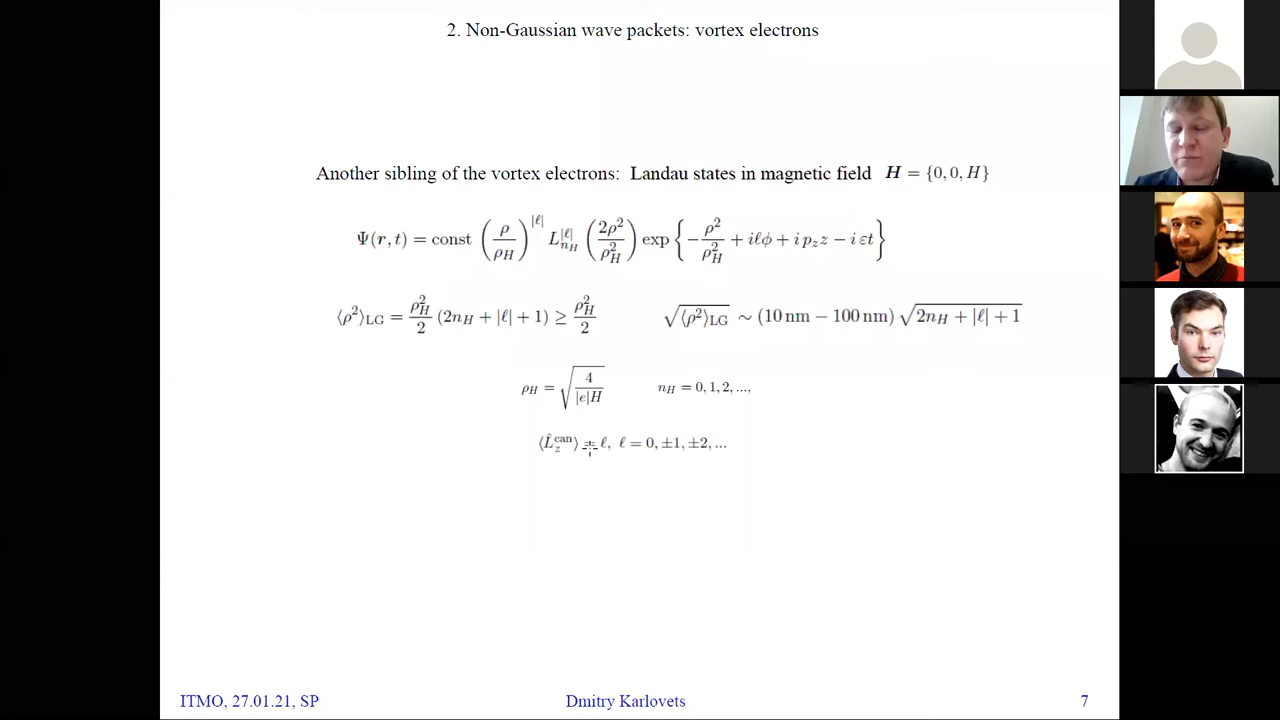 2. Non-Gaussian wave packets: vortex electrons
Another sibling of the vortex electrons: Landau states in magnetic field H = {0, 0, H}
Ψ(r, t) = const (ρ/ρ_H)^|ℓ| L_{n_H}^{|ℓ|} (2ρ²/ρ_H²) exp {−ρ²/ρ_H² + iℓϕ + i p_z z − i εt}
⟨ρ²⟩_LG = ρ_H²/2 (2n_H + |ℓ| + 1) ≥ ρ_H²/2 √⟨ρ²⟩_LG ∼ (10 nm − 100 nm) √(2n_H + |ℓ| + 1)
ρ_H = √(4/|e|H) n_H = 0, 1, 2, ...,
⟨L̂_z^can⟩ = ℓ, ℓ = 0, ±1, ±2, ...
ITMO, 27.01.21, SP Dmitry Karlovets 7